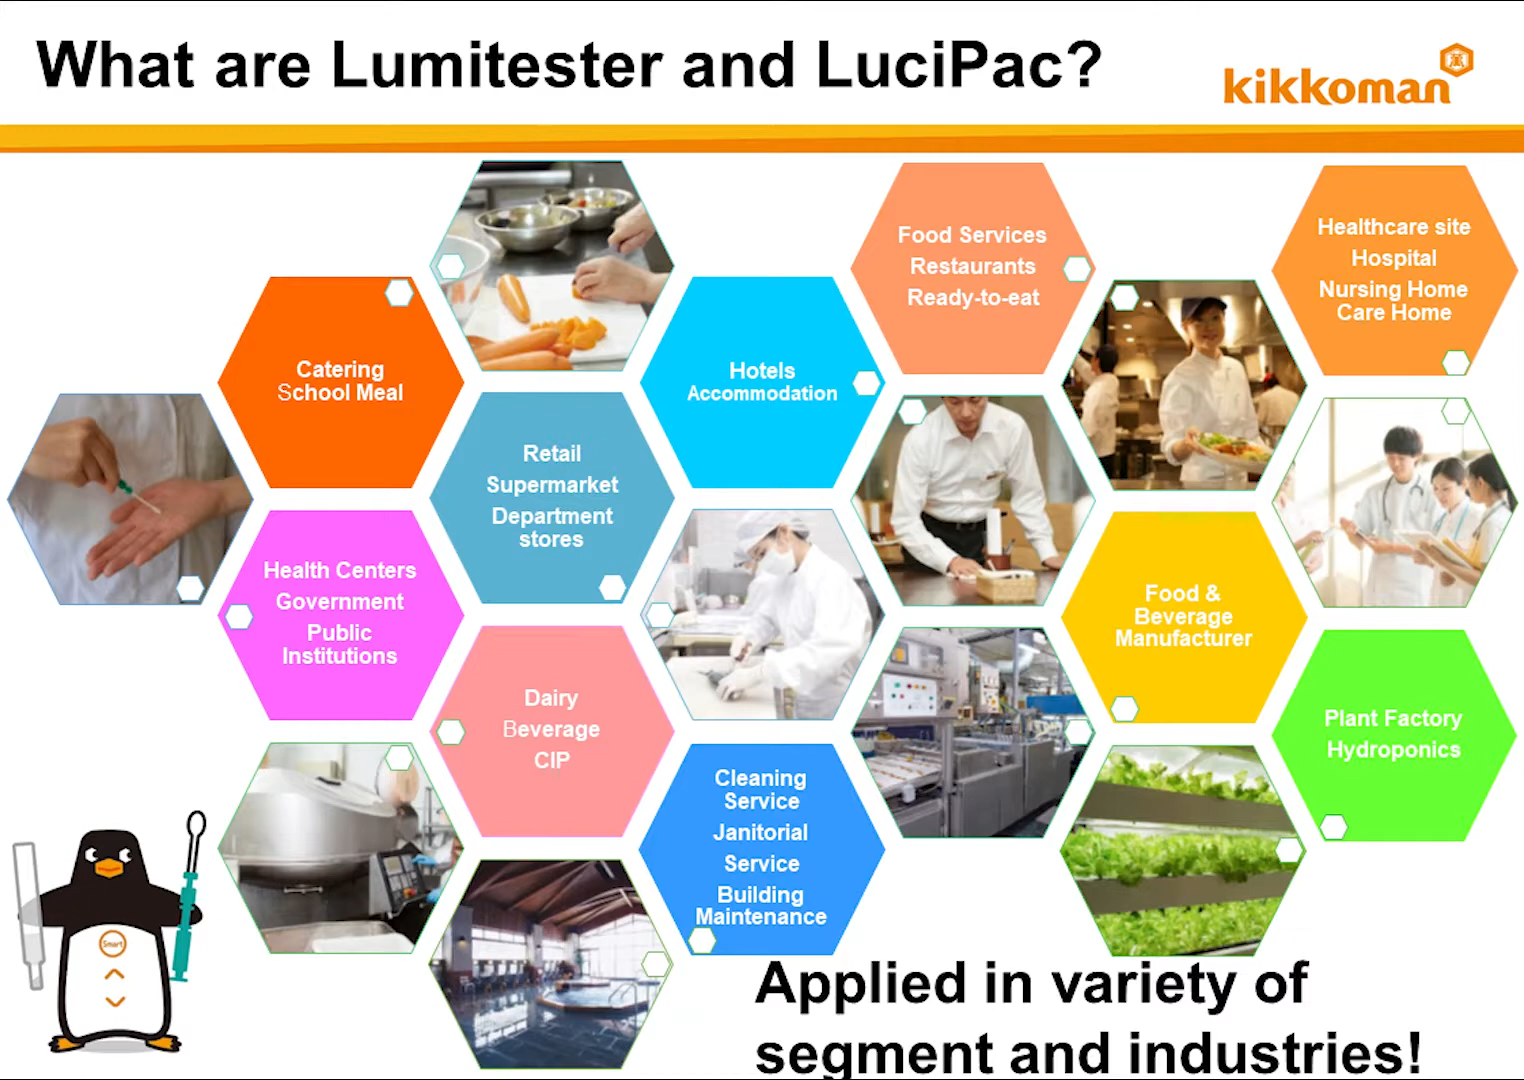 What are Lumitester and LuciPac?
kikkoman
Food Services
Restaurants
Ready-to-eat
Healthcare site
Hospital
Nursing Home
Care Home
Catering
School Meal
Hotels
Accommodation
Retail
Supermarket
Department
stores
Health Centers
Government
Public
Institutions
Food &
Beverage
Manufacturer
Dairy
Beverage
CIP
Plant Factory
Hydroponics
Cleaning
Service
Janitorial
Service
Building
Maintenance
Smart
Applied in variety of
segment and industries!